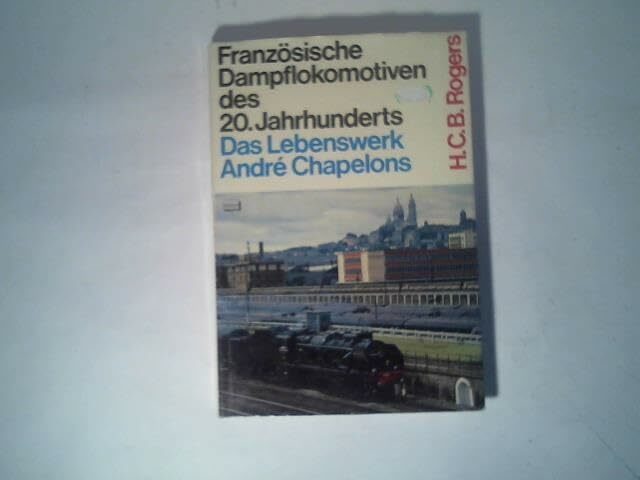 Französische
Dampflokomotiven
des
20. Jahrhunderts
Das Lebenswerk
André Chapelons
H.C.B. Rogers